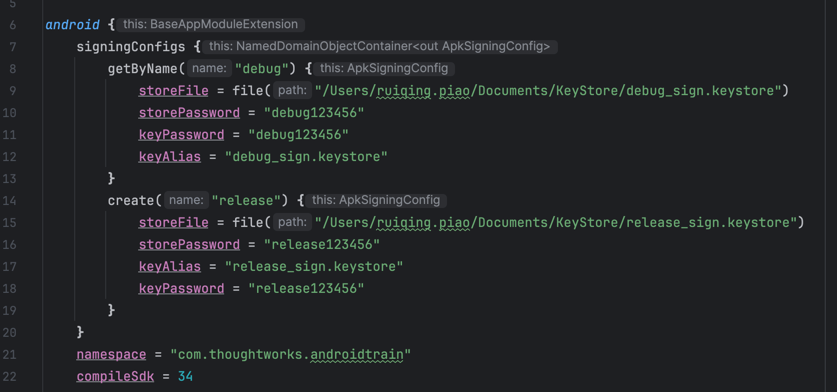 5
6 android { this: BaseAppModuleExtension
7 signingConfigs { this: NamedDomainObjectContainer<out ApkSigningConfig>
8 getByName( name: "debug") { this: ApkSigningConfig
9 storeFile = file( path: "/Users/ruiqing.piao/Documents/KeyStore/debug_sign.keystore")
10 storePassword = "debug123456"
11 keyPassword = "debug123456"
12 keyAlias = "debug_sign.keystore"
13 }
14 create( name: "release") { this: ApkSigningConfig
15 storeFile = file( path: "/Users/ruiqing.piao/Documents/KeyStore/release_sign.keystore")
16 storePassword = "release123456"
17 keyAlias = "release_sign.keystore"
18 keyPassword = "release123456"
19 }
20 }
21 namespace = "com.thoughtworks.androidtrain"
22 compileSdk = 34